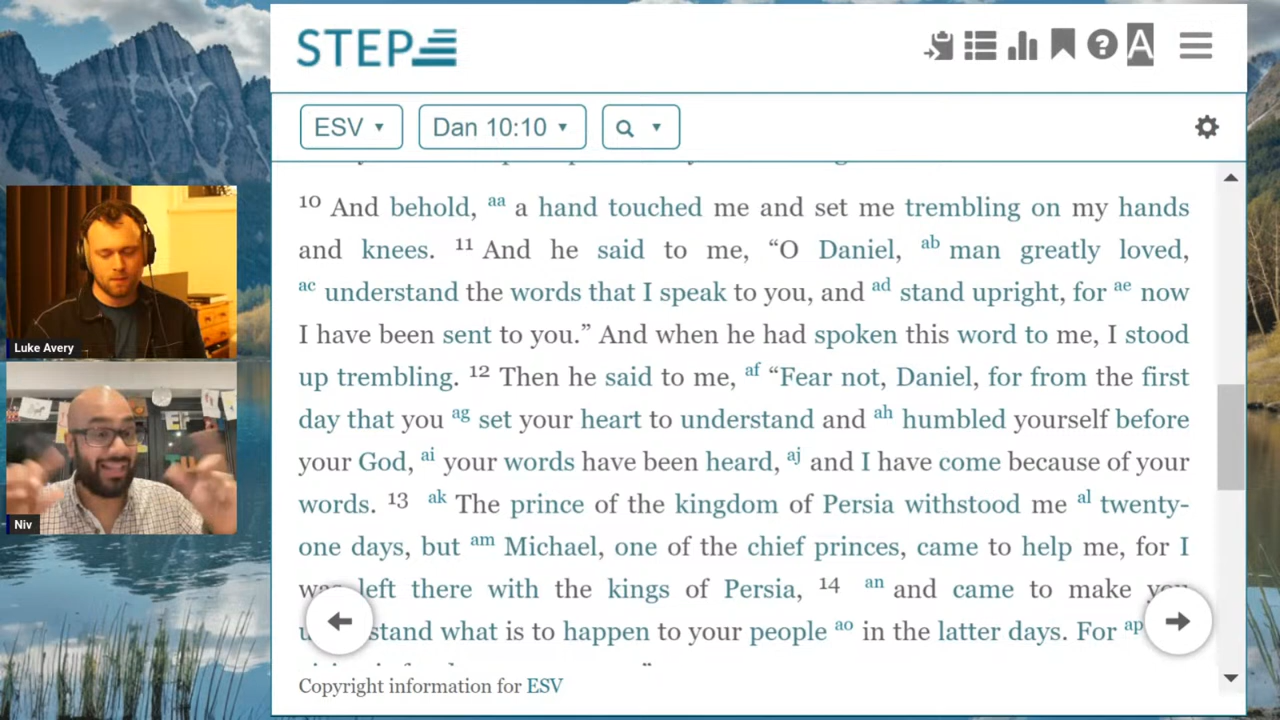 STEP
A
ESV
Dan 10:10
10 And behold, aa a hand touched me and set me trembling on my hands
and knees. 11 And he said to me, “O Daniel, ab man greatly loved,
ac understand the words that I speak to you, and ad stand upright, for ae now
I have been sent to you.” And when he had spoken this word to me, I stood
up trembling. 12 Then he said to me, af “Fear not, Daniel, for from the first
day that you ag set your heart to understand and ah humbled yourself before
your God, ai your words have been heard, aj and I have come because of your
words. 13 ak The prince of the kingdom of Persia withstood me al twenty-
one days, but am Michael, one of the chief princes, came to help me, for I
was left there with the kings of Persia, 14 an and came to make you
understand what is to happen to your people ao in the latter days. For ap
Copyright information for ESV
Luke Avery
Niv